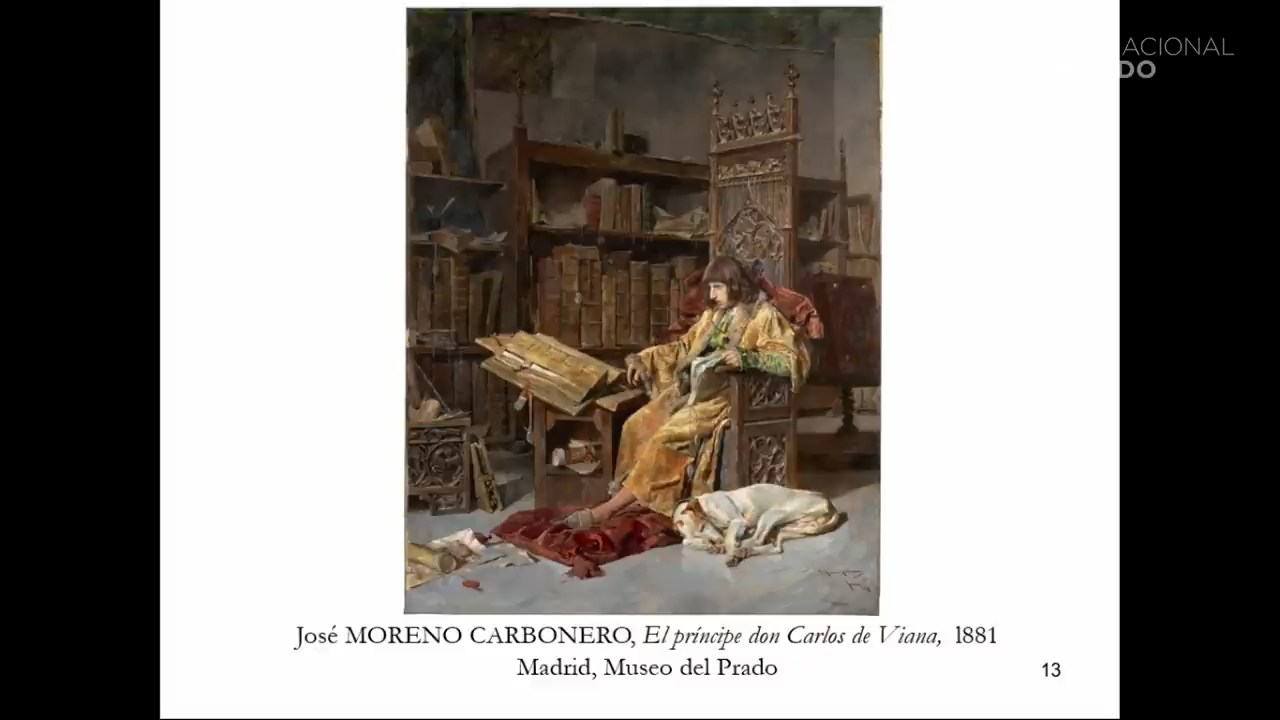 ACIONAL
DO
José MORENO CARBONERO, El príncipe don Carlos de Viana, 1881
Madrid, Museo del Prado
13